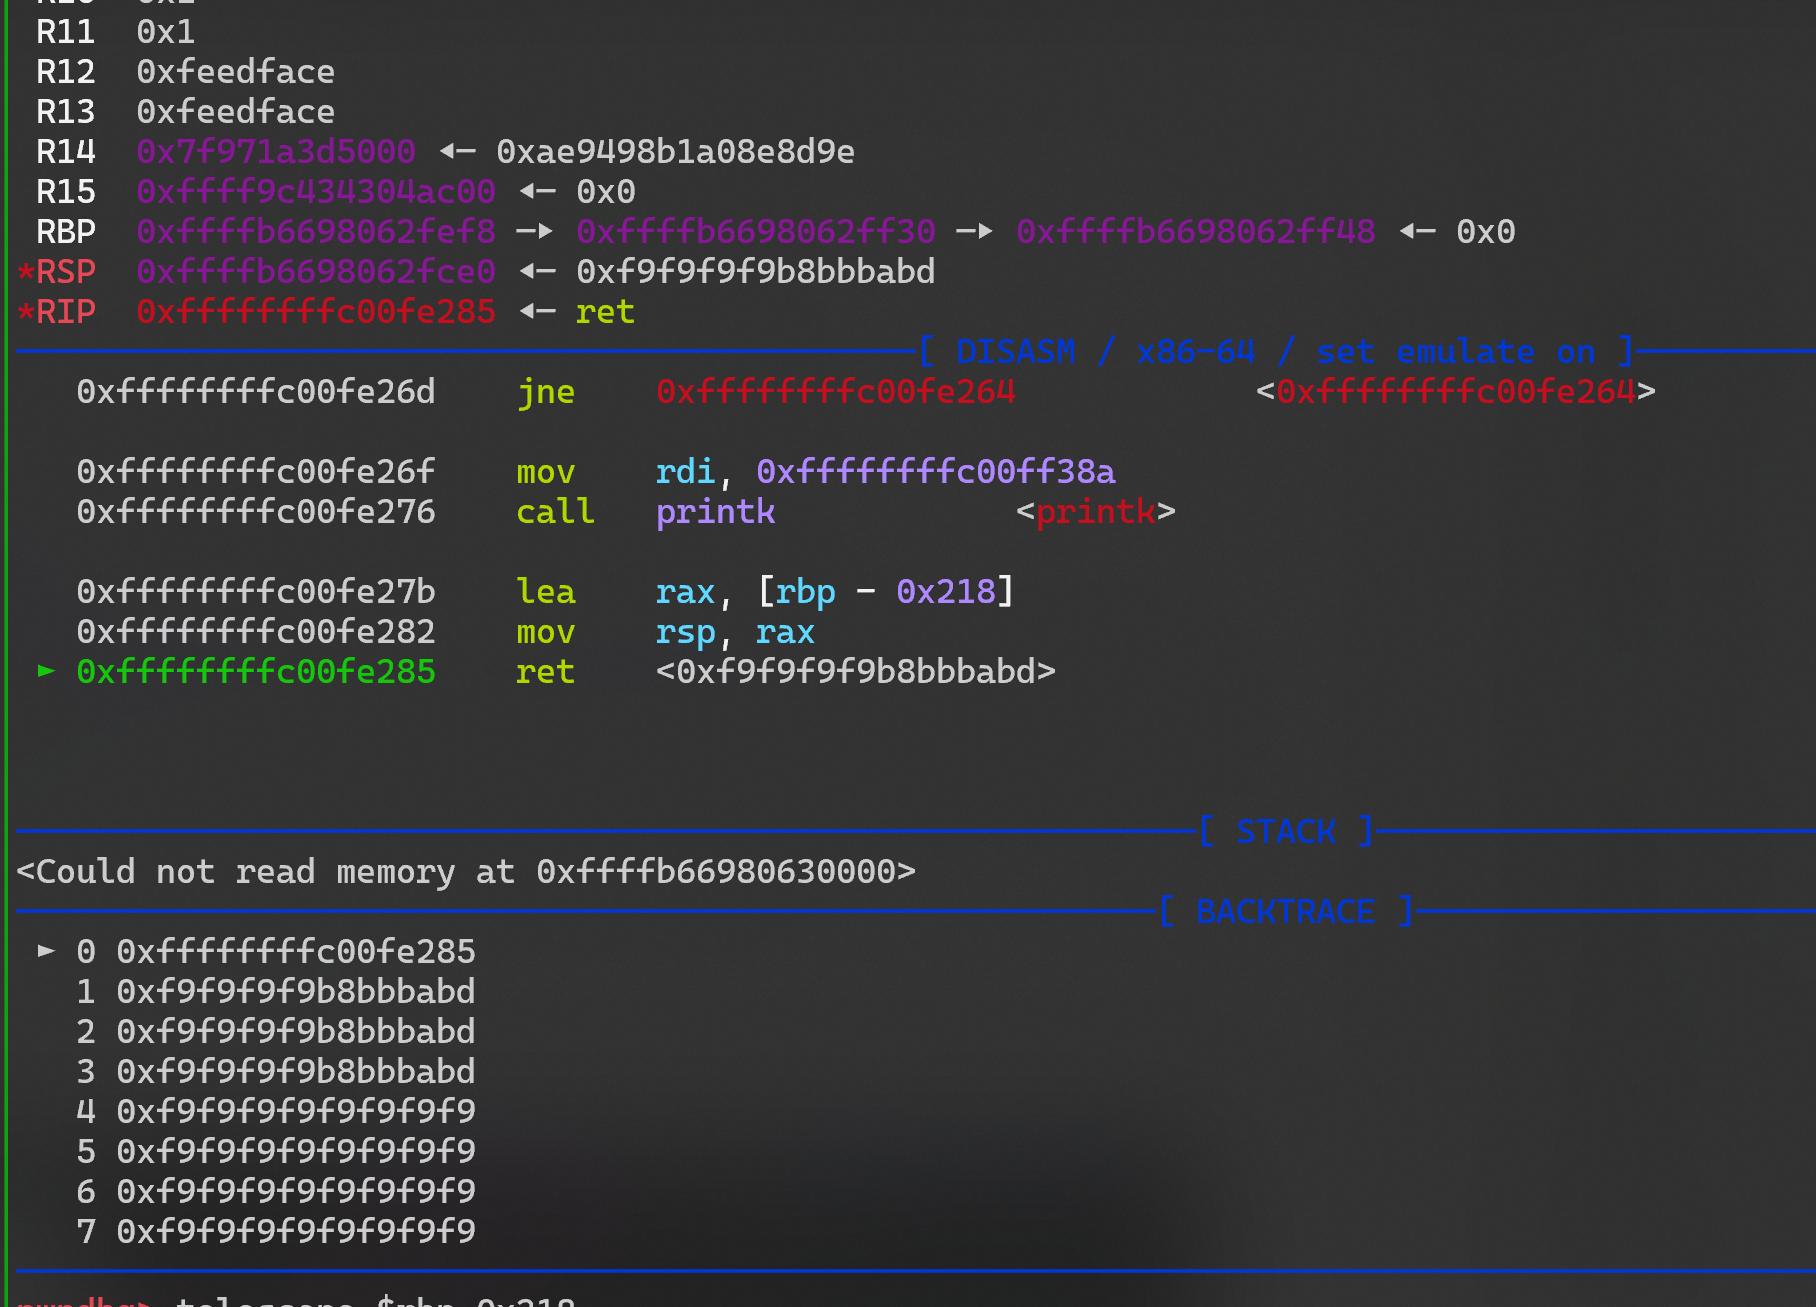 R11 0x1
R12 0xfeedface
R13 0xfeedface
R14 0x7f971a3d5000 ◂— 0xae9498b1a08e8d9e
R15 0xffff9c434304ac00 ◂— 0x0
RBP 0xffffb6698062fef8 —▸ 0xffffb6698062ff30 —▸ 0xffffb6698062ff48 ◂— 0x0
*RSP 0xffffb6698062fce0 ◂— 0xf9f9f9f9b8bbbabd
*RIP 0xffffffffc00fe285 ◂— ret
[ DISASM / x86-64 / set emulate on ]
0xffffffffc00fe26d jne 0xffffffffc00fe264 <0xffffffffc00fe264>
0xffffffffc00fe26f mov rdi, 0xffffffffc00ff38a
0xffffffffc00fe276 call printk <printk>
0xffffffffc00fe27b lea rax, [rbp - 0x218]
0xffffffffc00fe282 mov rsp, rax
► 0xffffffffc00fe285 ret <0xf9f9f9f9b8bbbabd>
[ STACK ]
<Could not read memory at 0xffffb66980630000>
[ BACKTRACE ]
► 0 0xffffffffc00fe285
1 0xf9f9f9f9b8bbbabd
2 0xf9f9f9f9b8bbbabd
3 0xf9f9f9f9b8bbbabd
4 0xf9f9f9f9f9f9f9f9
5 0xf9f9f9f9f9f9f9f9
6 0xf9f9f9f9f9f9f9f9
7 0xf9f9f9f9f9f9f9f9
pwndbg> telescope $rbp-0x218